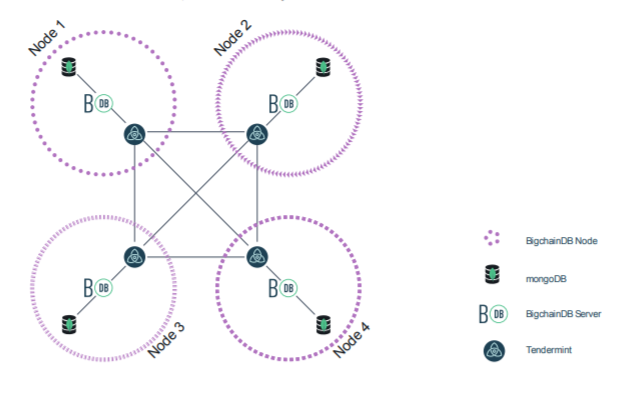 Node 1
Node 2
B DB
B DB
B DB
B DB
Node 3
Node 4
BigchainDB Node
mongoDB
B DB
BigchainDB Server
Tendermint